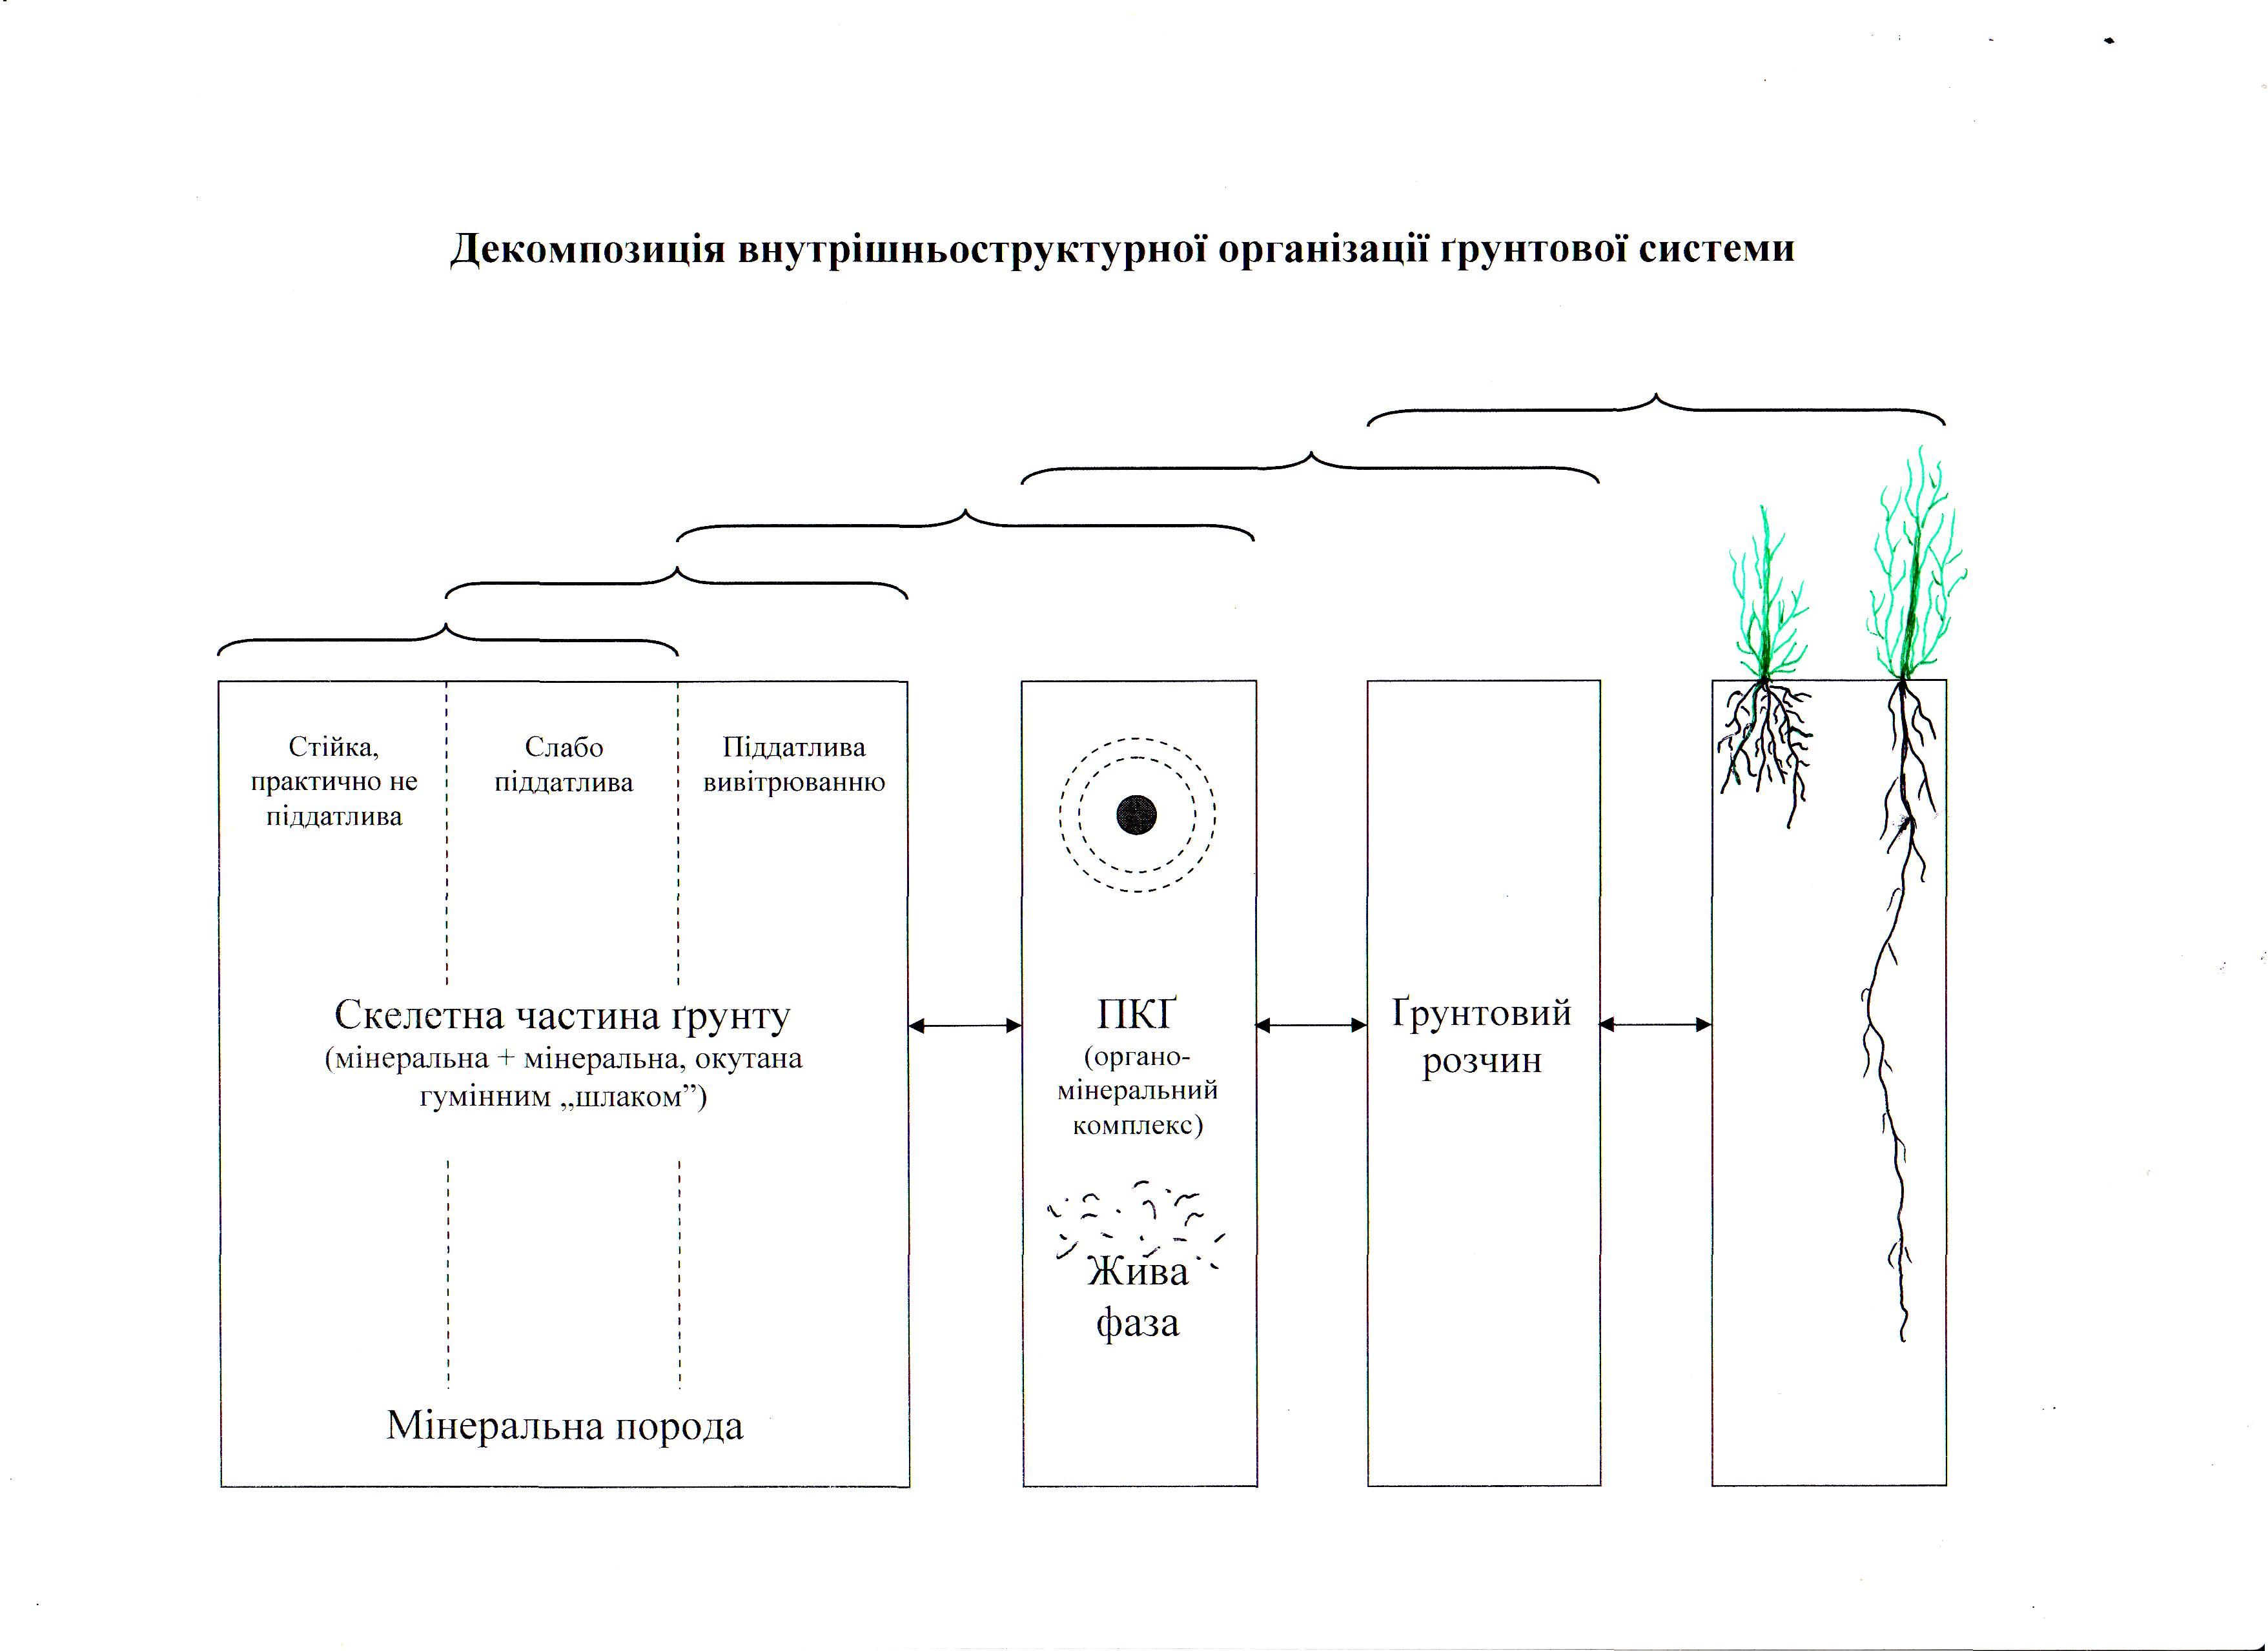 Декомпозиція внутрішньоструктурної організації ґрунтової системи
Стійка,
практично не
піддатлива
Слабо
піддатлива
Піддатлива
вивітрюванню
Скелетна частина ґрунту
(мінеральна + мінеральна, окутана
гумінним „шлаком”)
Мінеральна порода
ПКҐ
(органо-
мінеральний
комплекс)
Жива
фаза
Ґрунтовий
розчин